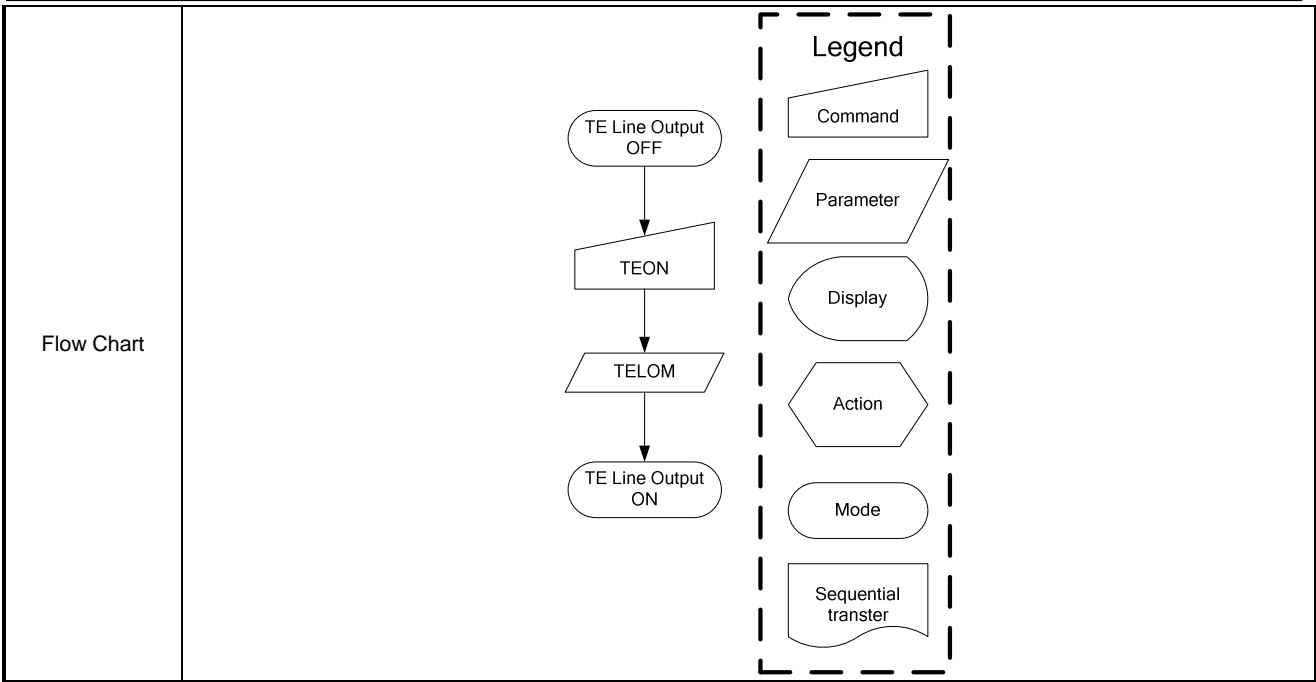 Flow Chart
TE Line Output
OFF
TEON
TELOM
TE Line Output
ON
Legend
Command
Parameter
Display
Action
Mode
Sequential
transter